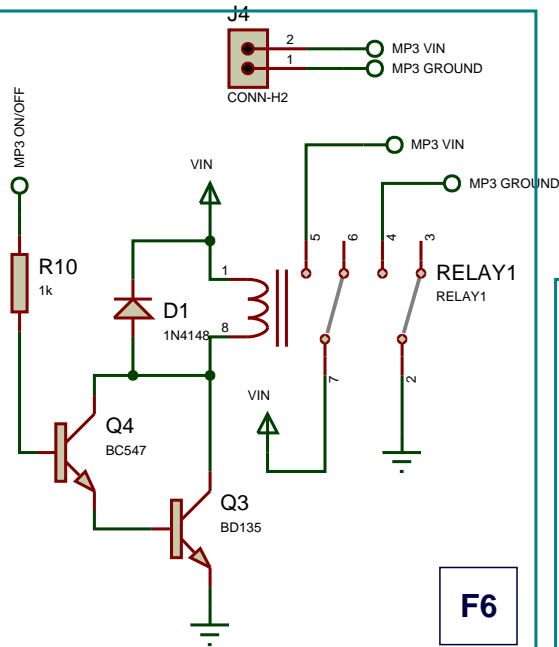 J4
2
MP3 VIN
1
MP3 GROUND
CONN-H2
MP3 ON/OFF
VIN
MP3 VIN
MP3 GROUND
5
6
4
3
R10
1k
1
RELAY1
RELAY1
D1
1N4148
8
7
2
VIN
Q4
BC547
Q3
BD135
F6